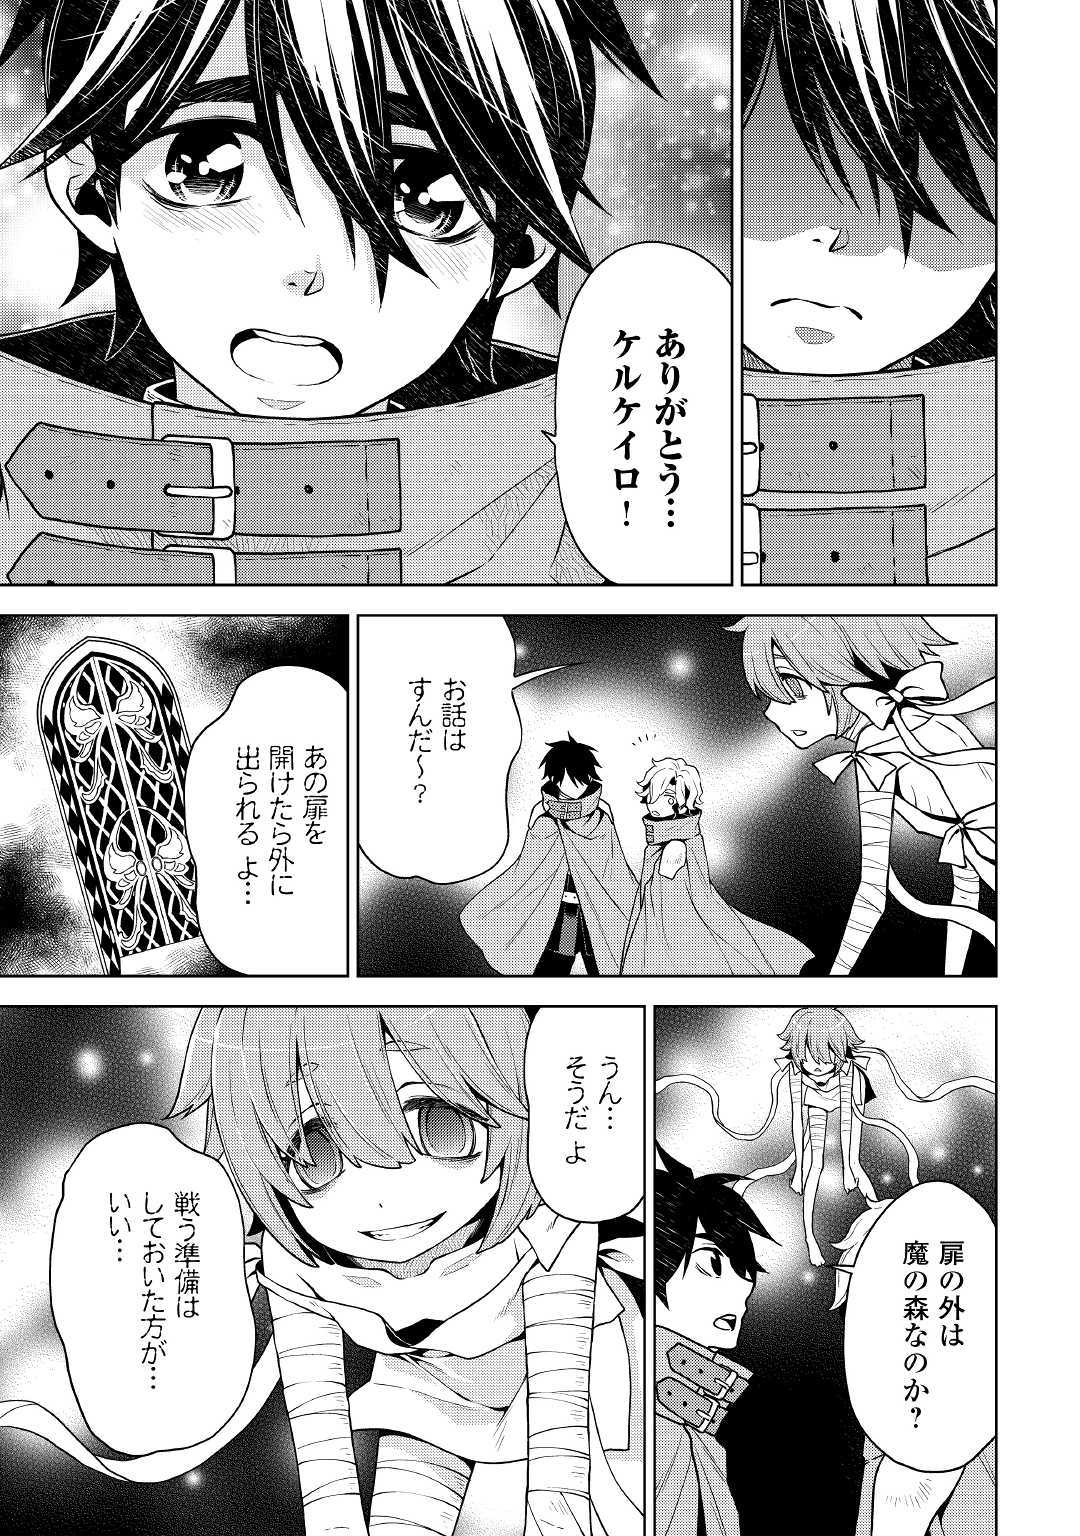 ありがとう…
ケルケイロ！
お話は
すんだ〜？
あの扉を
開けたら外に
出られるよ…
扉の外は
魔の森なのか？
うん…
そうだよ
戦う準備は
しておいた方が…
いい…